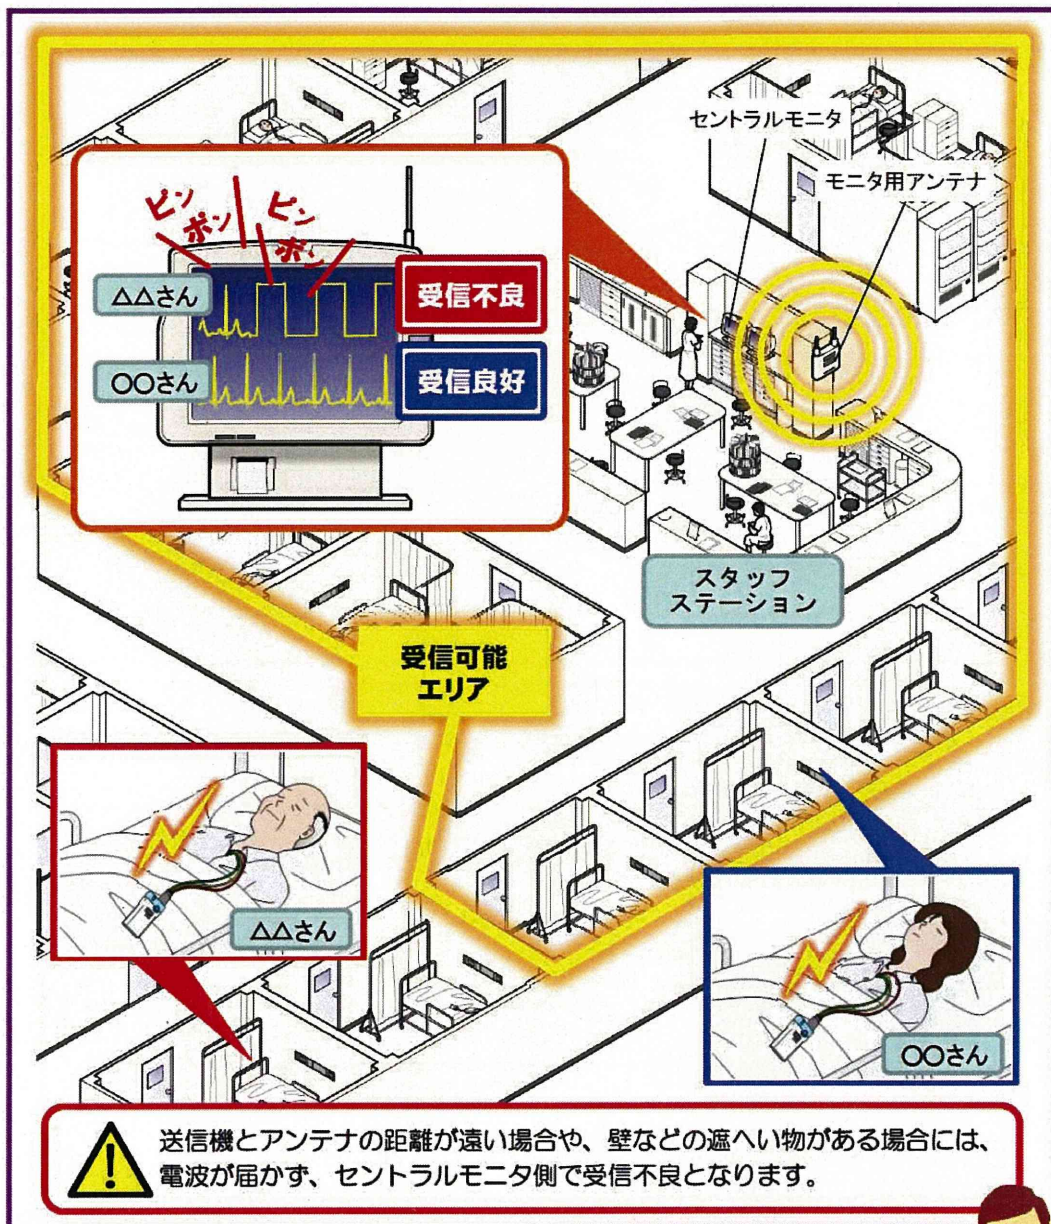 セントラルモニタ
モニタ用アンテナ
ピン
ポン
ピン
ポン
△△さん
受信不良
〇〇さん
受信良好
スタッフ
ステーション
受信可能
エリア
△△さん
〇〇さん
送信機とアンテナの距離が遠い場合や、壁などの遮へい物がある場合には、
電波が届かず、セントラルモニタ側で受信不良となります。